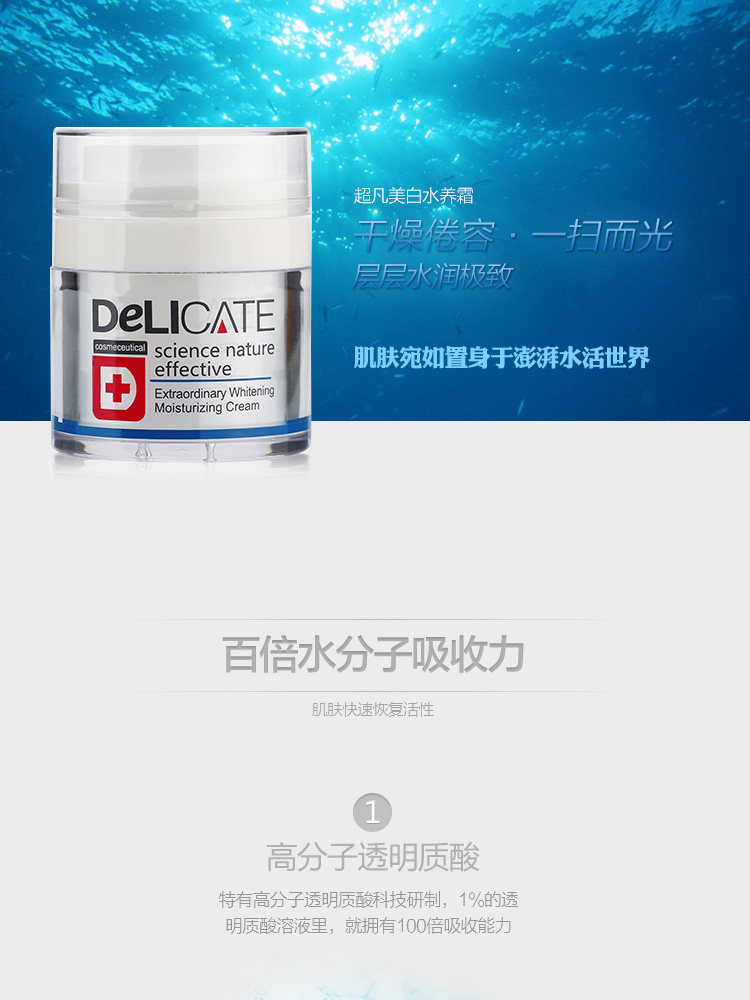 超凡美白水养霜
干燥倦容·一扫而光
层层水润极致
肌肤宛如置身于澎湃水活世界
DeLICATE
cosmeceutical
science nature
effective
Extraordinary Whitening
Moisturizing Cream
百倍水分子吸收力
肌肤快速恢复活性
1
高分子透明质酸
特有高分子透明质酸科技研制，1%的透
明质酸溶液里，就拥有100倍吸收能力